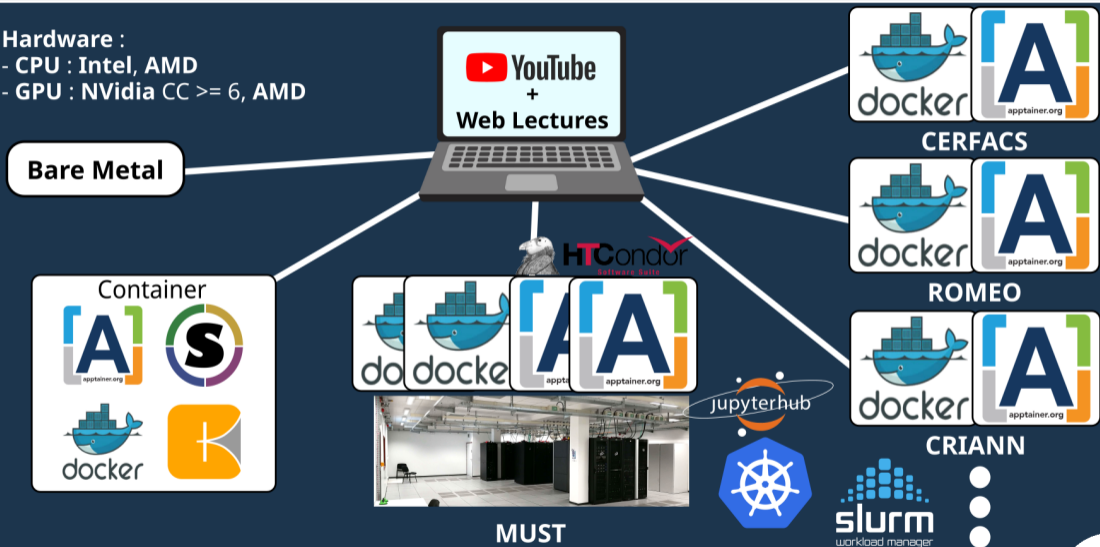 Hardware :
- CPU : Intel, AMD
- GPU : NVidia CC >= 6, AMD
Bare Metal
YouTube
+
Web Lectures
docker
apptainer.org
CERFACS
docker
apptainer.org
ROMEO
docker
apptainer.org
CRIANN
Container
apptainer.org
S
docker
HTCondor
Software Suite
do
docke
appta
apptainer.org
MUST
jupyterhub
slurm
workload manager